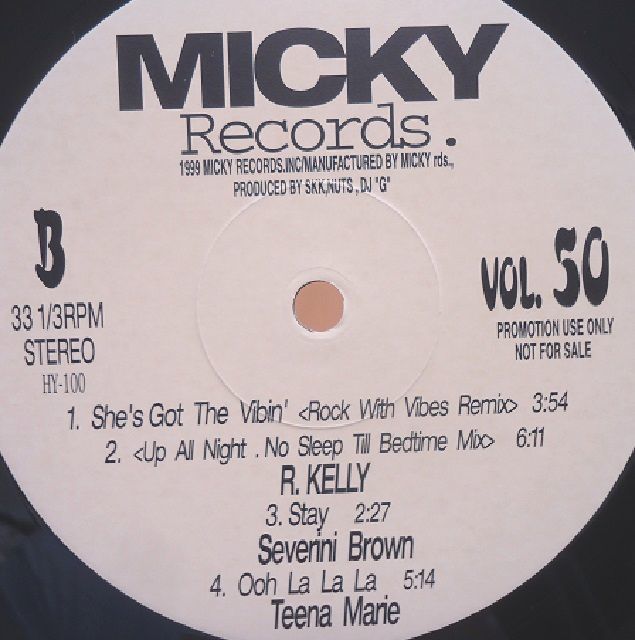 MICKY
Records.
1999 MICKY RECORDS.INC/MANUFACTURED BY MICKY rds.,
PRODUCED BY SKK,NUTS , DJ "G"
B
VOL. 50
33 1/3RPM
STEREO
HY-100
PROMOTION USE ONLY
NOT FOR SALE
1. She's Got The Vibin' <Rock With Vibes Remix> 3:54
2. <Up All Night . No Sleep Till Bedtime Mix> 6:11
R. KELLY
3. Stay 2:27
Severini Brown
4. Ooh La La La 5:14
Teena Marie